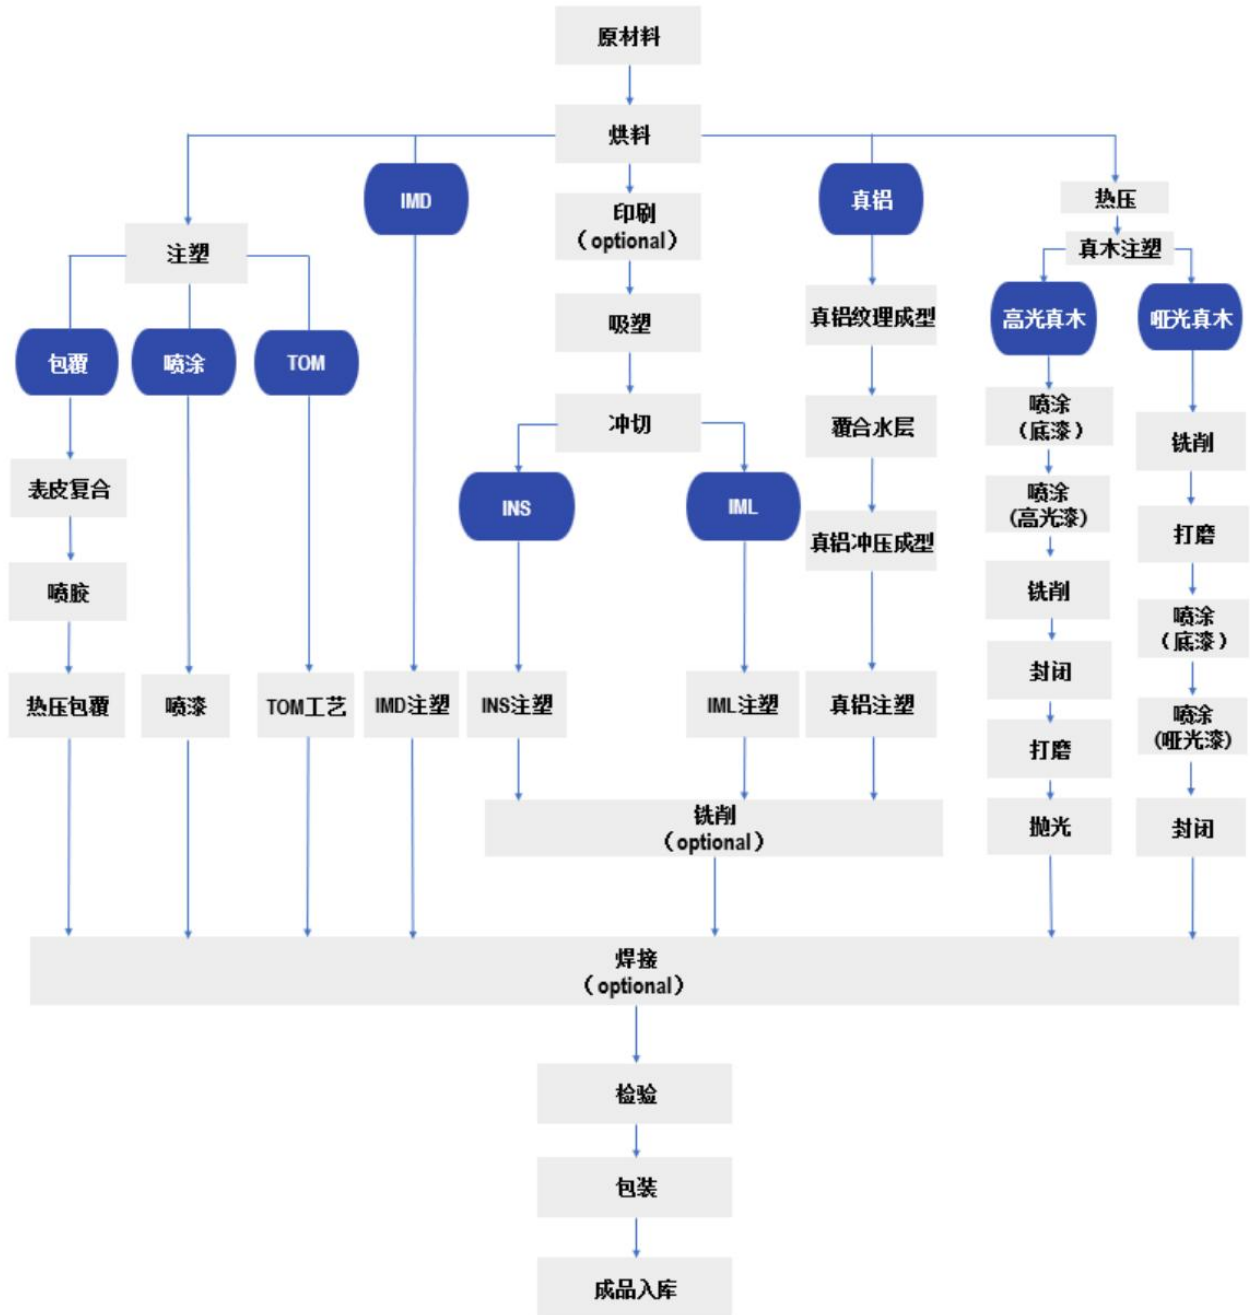 原材料
烘料
IMD
真铝
热压
印刷
（optional）
注塑
真木注塑
包覆
喷涂
TOM
吸塑
真铝纹理成型
高光真木
哑光真木
冲切
覆合水层
喷涂
（底漆）
铣削
表皮复合
INS
IML
喷涂
(高光漆)
真铝冲压成型
打磨
喷胶
铣削
喷涂
（底漆）
封闭
热压包覆
喷漆
TOM工艺
IMD注塑
INS注塑
IML注塑
真铝注塑
喷涂
(哑光漆)
打磨
铣削
（optional）
抛光
封闭
焊接
（optional）
检验
包装
成品入库